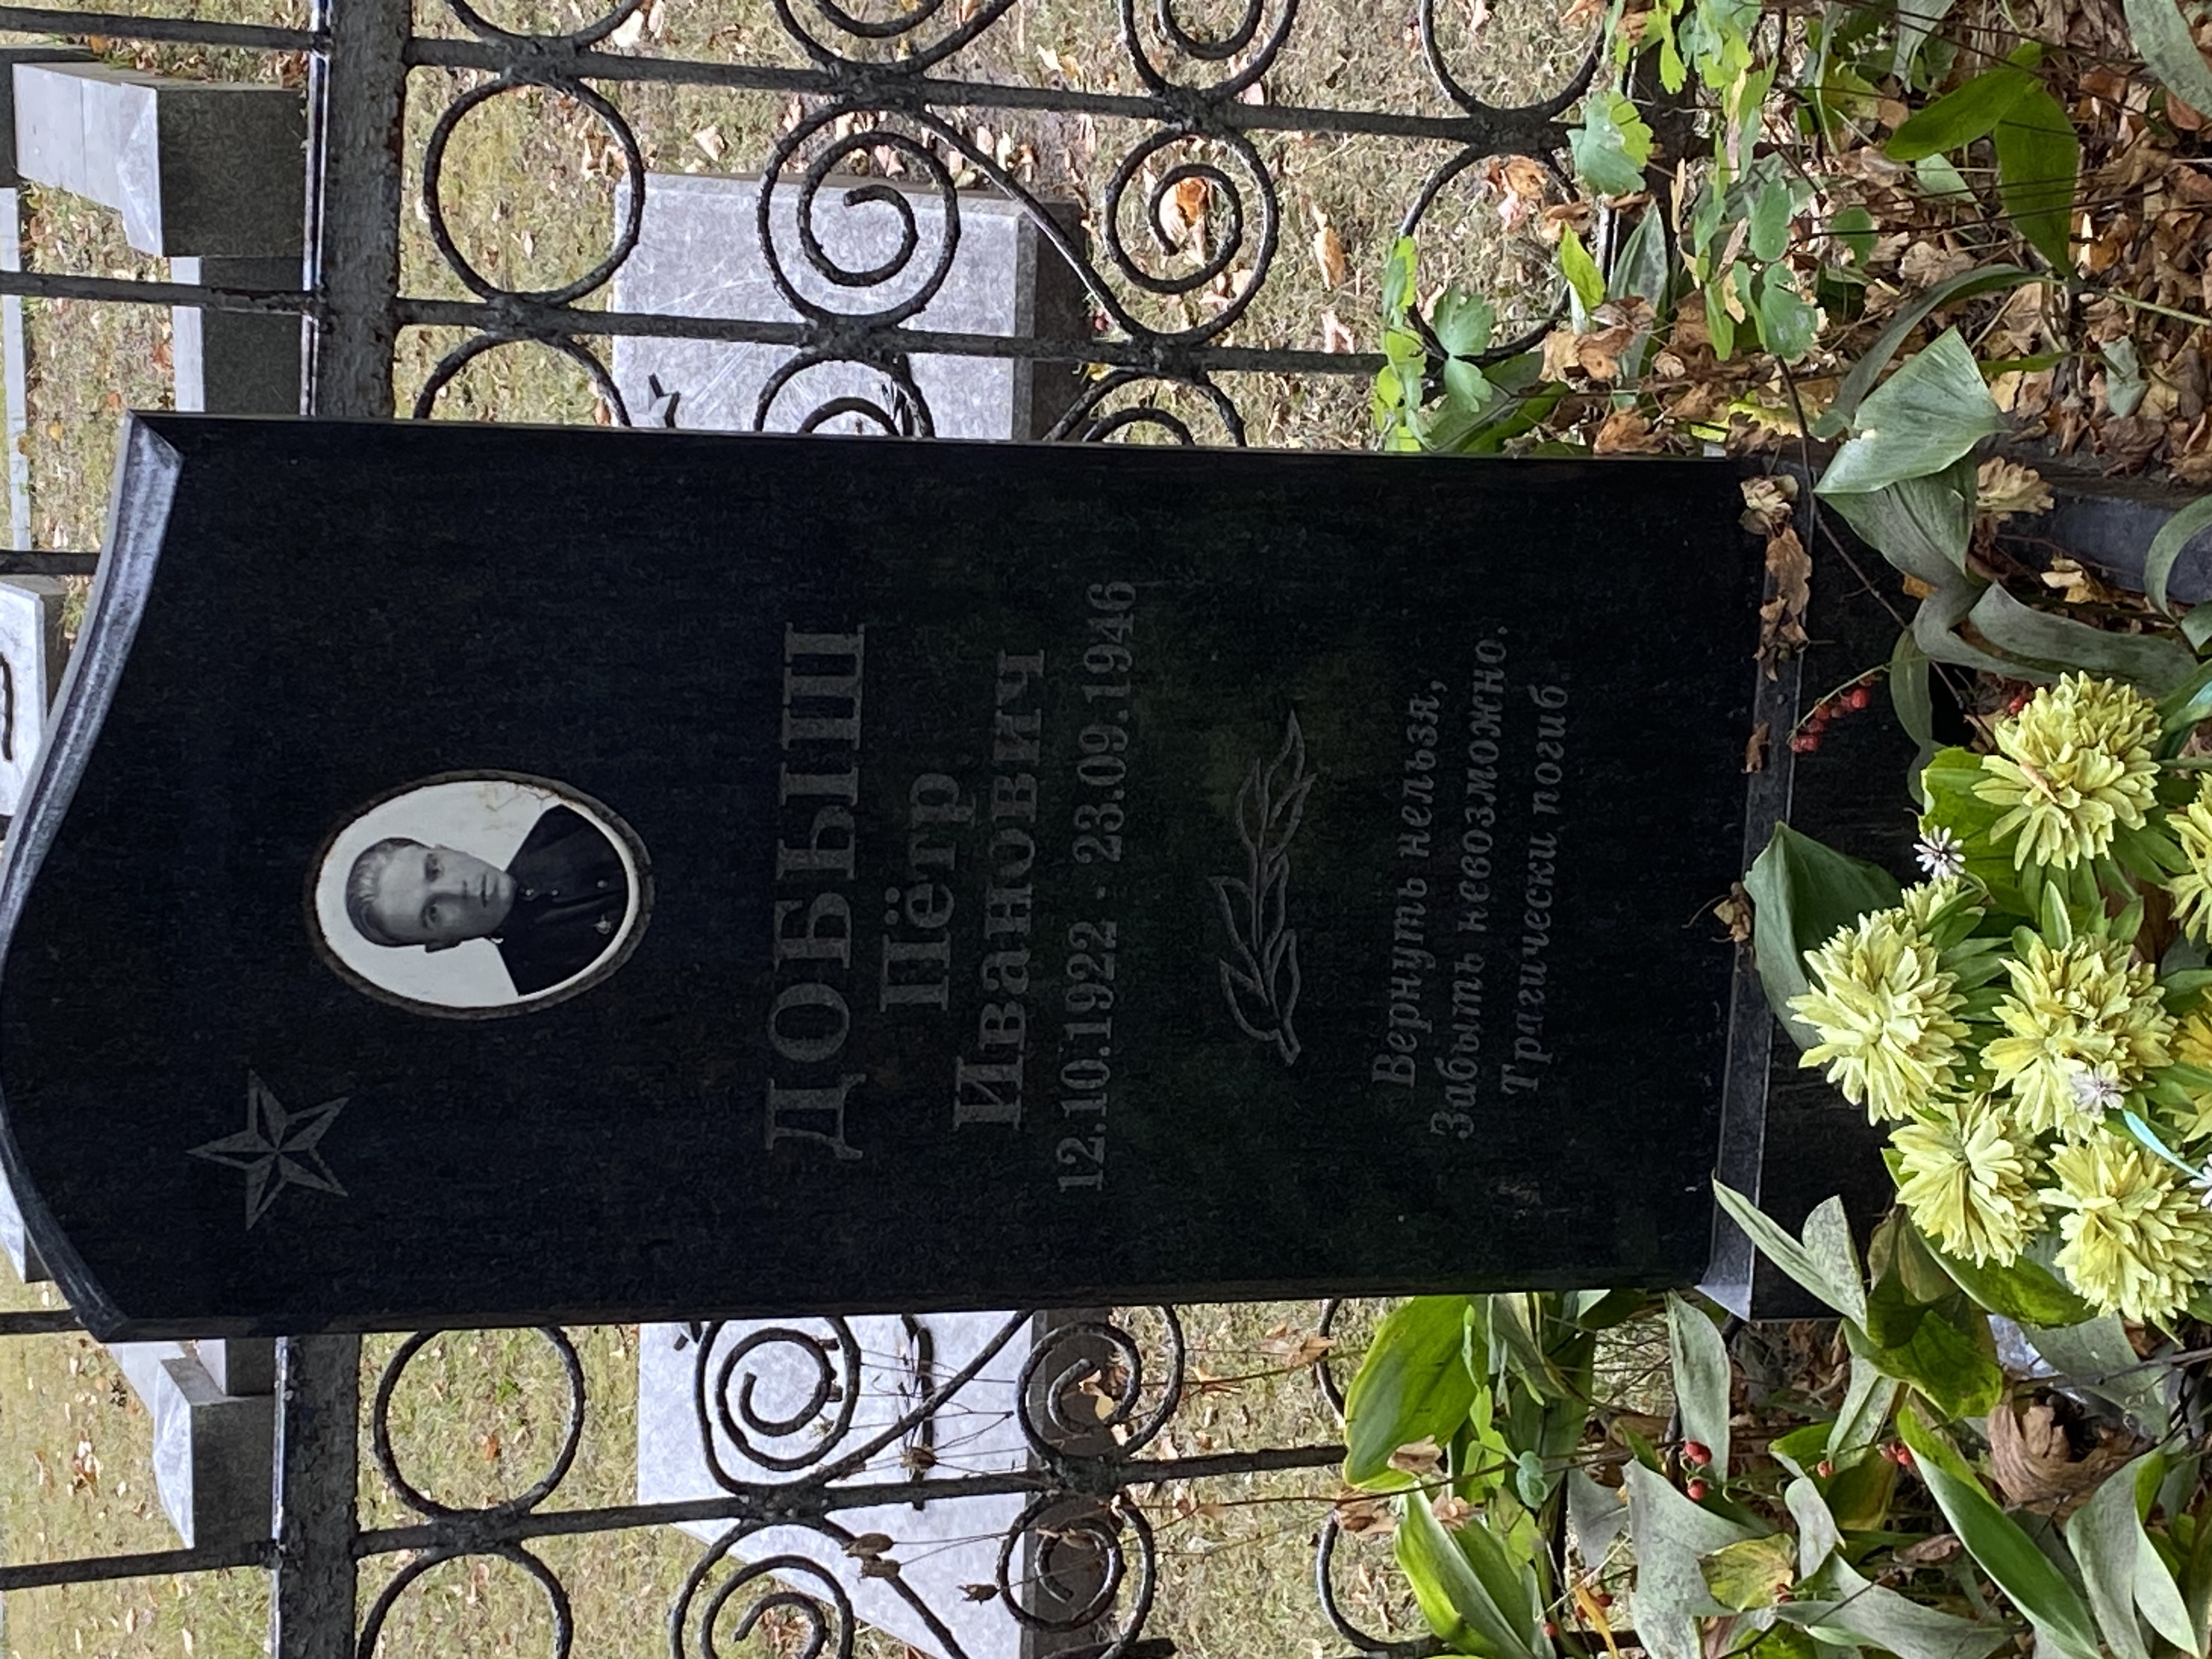 ДОБЫШ
Пётр
Иванович
12.10.1922 - 23.09.1946
Вернуть нельзя,
Забыть невозможно.
Трагически погиб.